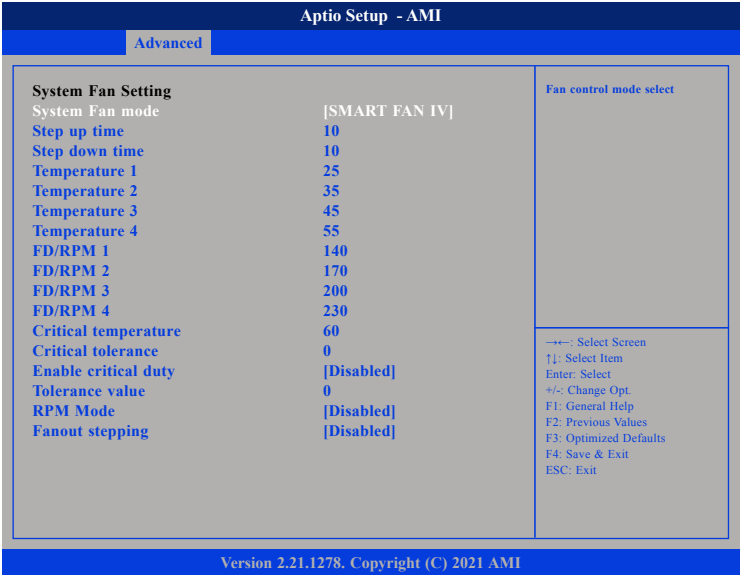 Aptio Setup - AMI
Advanced
System Fan Setting
System Fan mode [SMART FAN IV]
Step up time 10
Step down time 10
Temperature 1 25
Temperature 2 35
Temperature 3 45
Temperature 4 55
FD/RPM 1 140
FD/RPM 2 170
FD/RPM 3 200
FD/RPM 4 230
Critical temperature 60
Critical tolerance 0
Enable critical duty [Disabled]
Tolerance value 0
RPM Mode [Disabled]
Fanout stepping [Disabled]
Fan control mode select
→←: Select Screen
↑↓: Select Item
Enter: Select
+/-: Change Opt.
F1: General Help
F2: Previous Values
F3: Optimized Defaults
F4: Save & Exit
ESC: Exit
Version 2.21.1278. Copyright (C) 2021 AMI